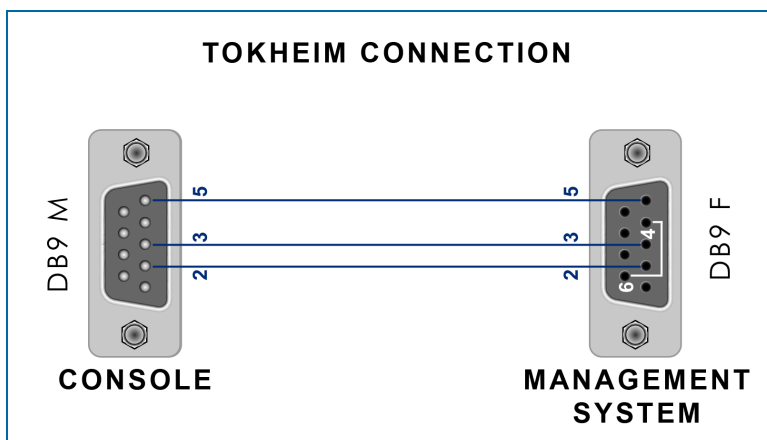 TOKHEIM CONNECTION
DB9 M
5
3
2
5
3
2
4
6
DB9 F
CONSOLE
MANAGEMENT
SYSTEM